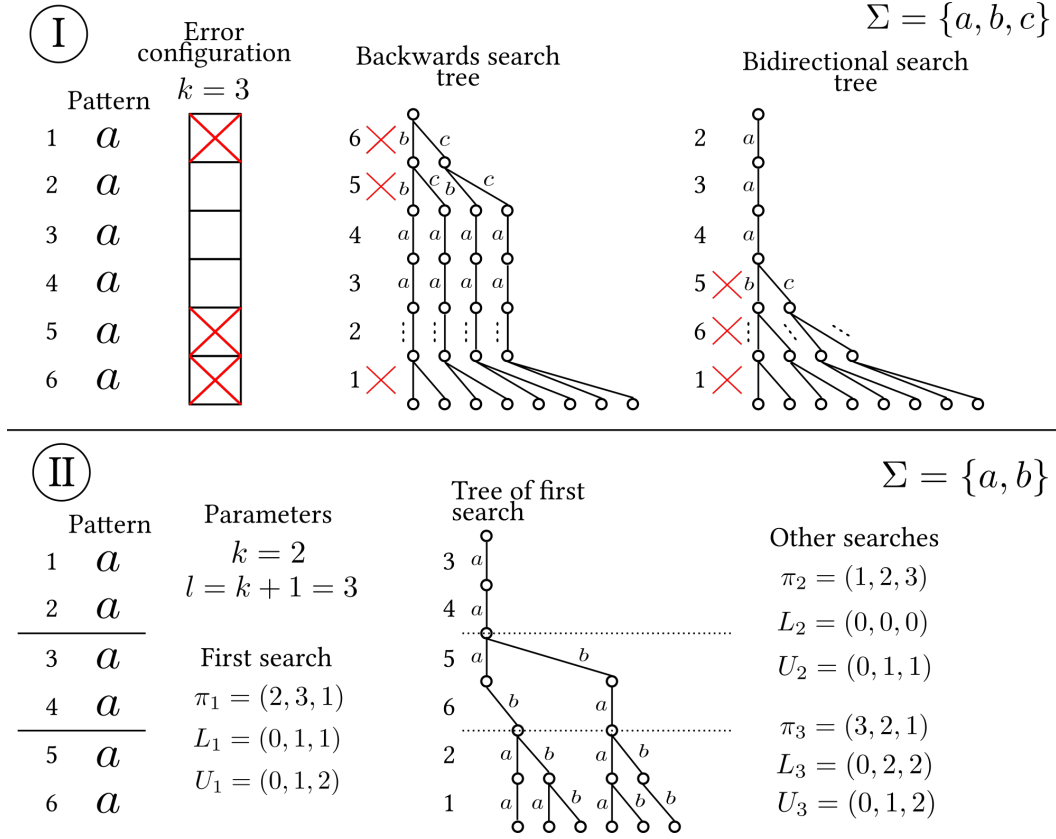 I
Σ = {a, b, c}
Error
configuration
k = 3
Pattern
1 a
2 a
3 a
4 a
5 a
6 a
Backwards search
tree
6 b c
5 b c b c
4 a a a a
3 a a a a
2
1
Bidirectional search
tree
2 a
3 a
4 a
5 b c
6
1
II
Σ = {a, b}
Pattern
1 a
2 a
3 a
4 a
5 a
6 a
Parameters
k = 2
l = k + 1 = 3
First search
π₁ = (2, 3, 1)
L₁ = (0, 1, 1)
U₁ = (0, 1, 2)
Tree of first
search
3 a
4 a
5 a b
6 b a
2 a b a b
1 a a b a b b
Other searches
π₂ = (1, 2, 3)
L₂ = (0, 0, 0)
U₂ = (0, 1, 1)
π₃ = (3, 2, 1)
L₃ = (0, 2, 2)
U₃ = (0, 1, 2)